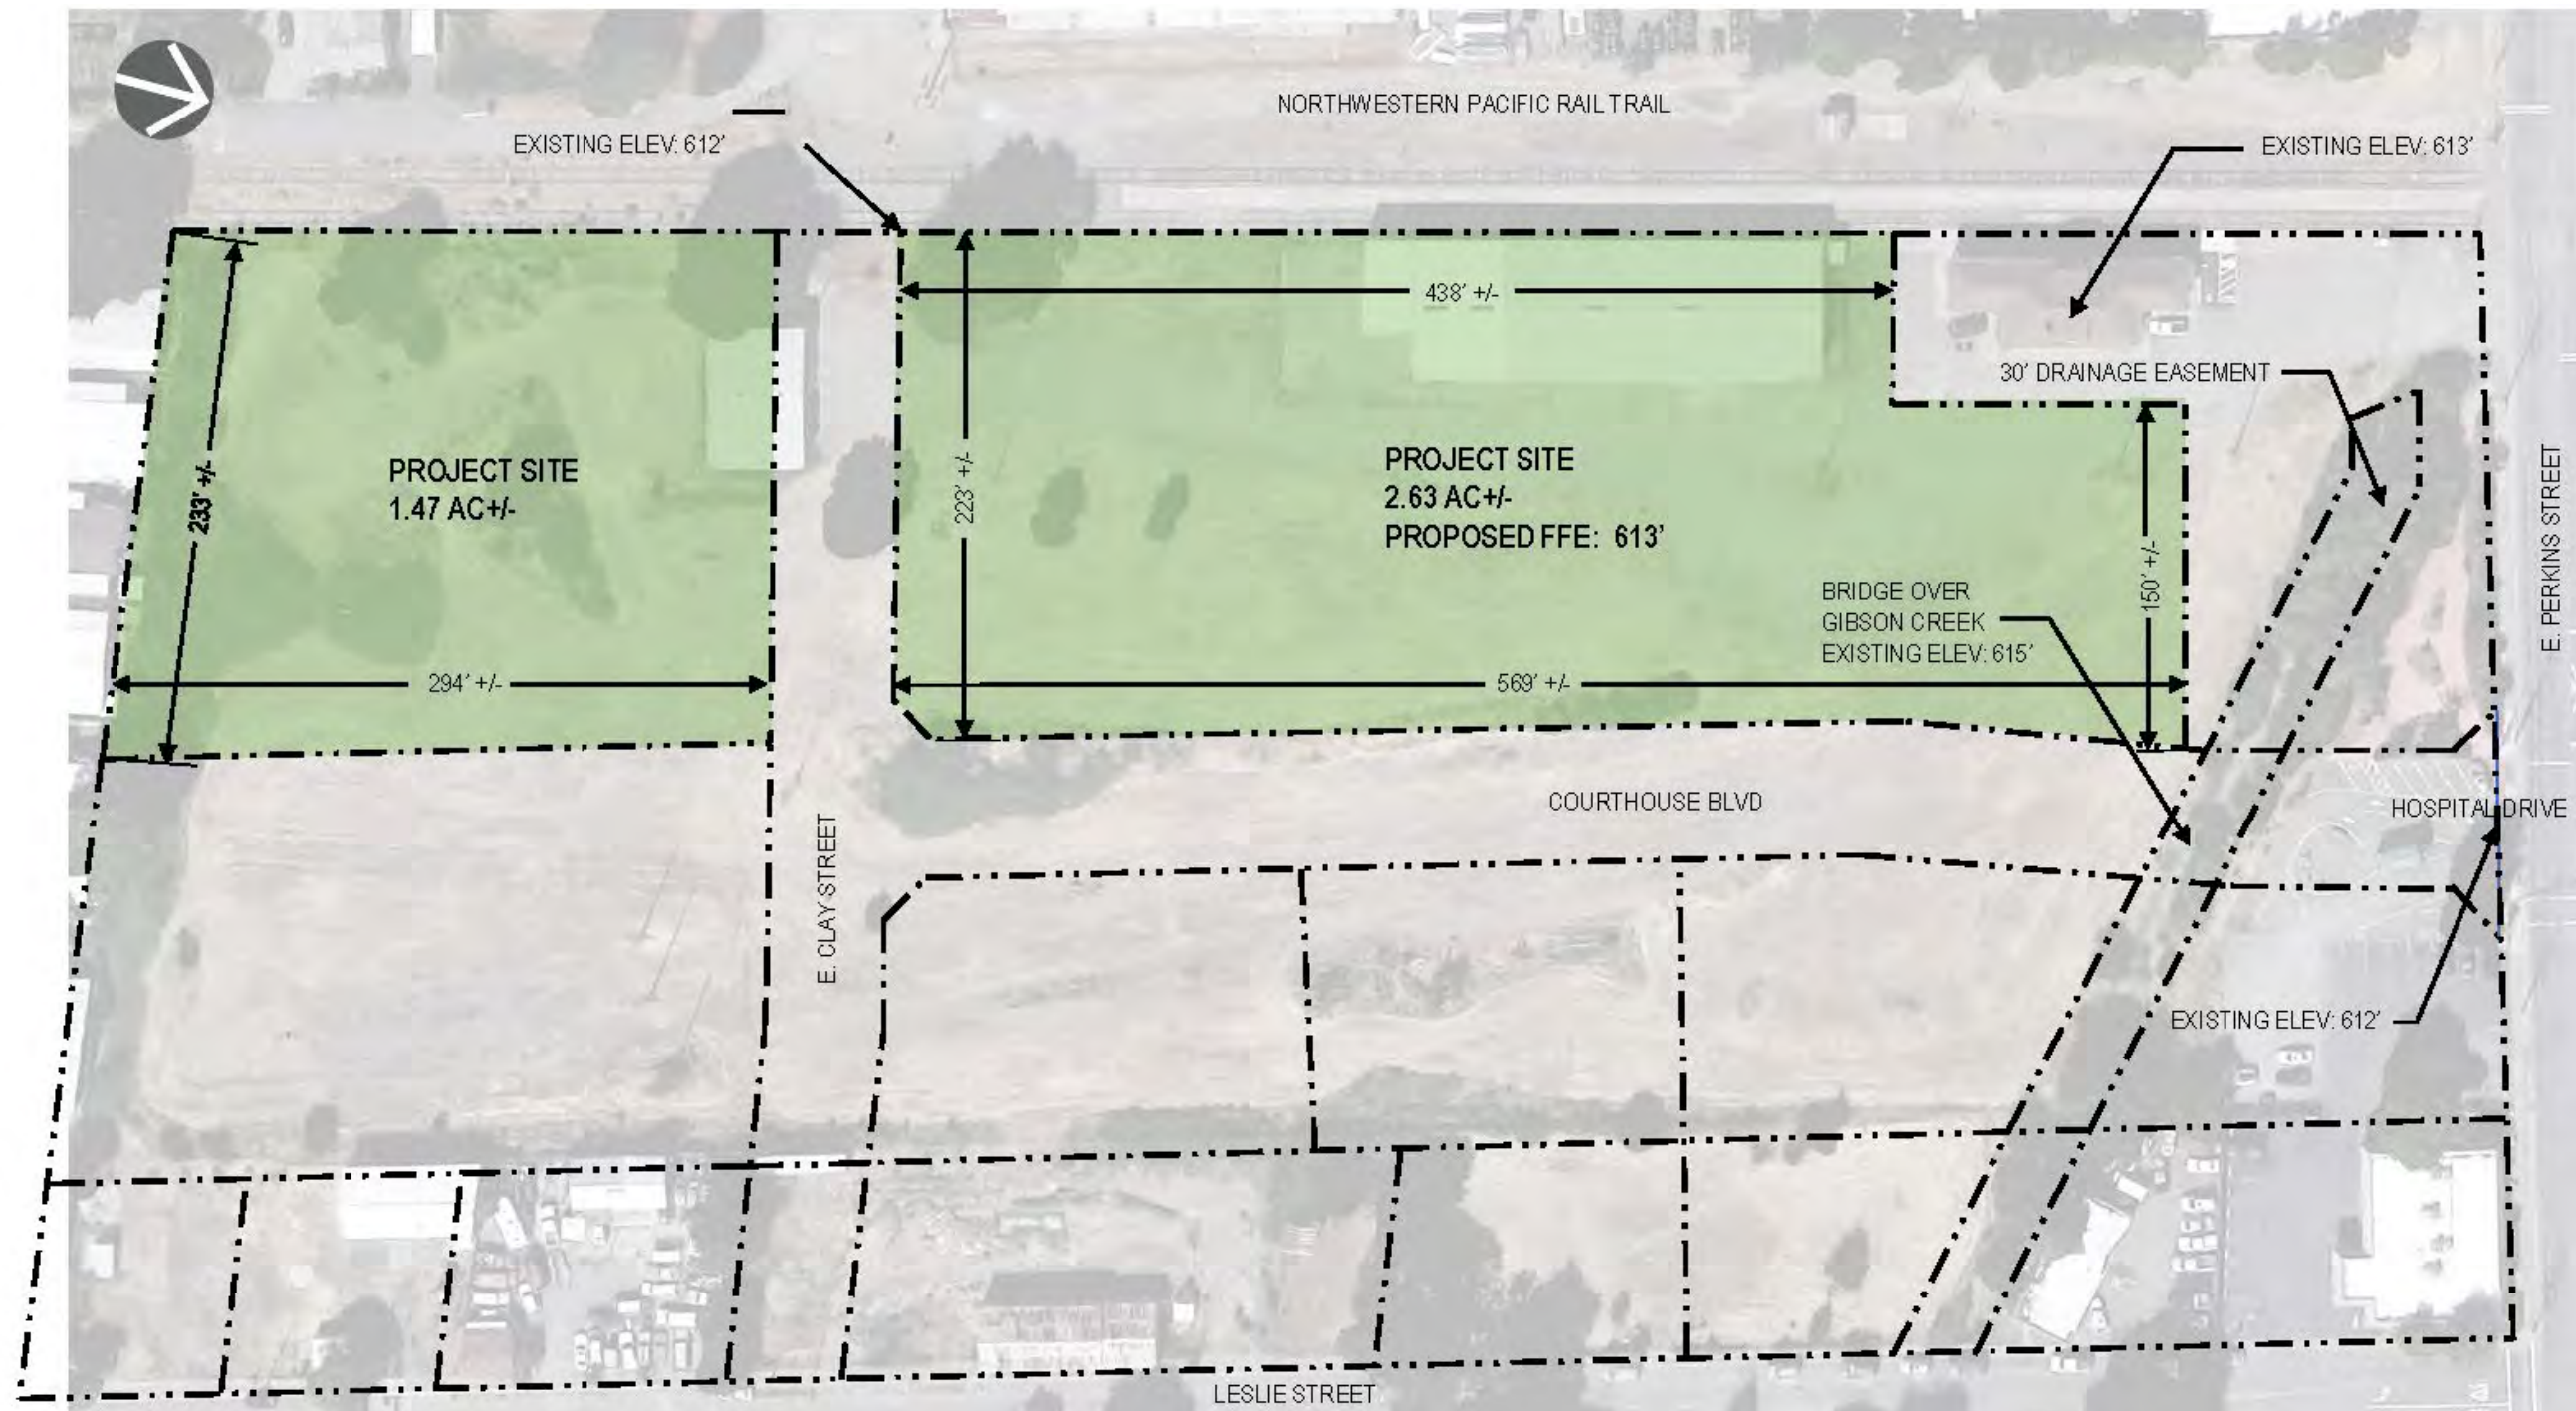 NORTHWESTERN PACIFIC RAIL TRAIL
EXISTING ELEV: 612'
EXISTING ELEV: 613'
438' +/-
30' DRAINAGE EASEMENT
PROJECT SITE
1.47 AC+/-
233' +/-
223' +/-
PROJECT SITE
2.63 AC+/-
PROPOSED FFE: 613'
150' +/-
E. PERKINS STREET
BRIDGE OVER
GIBSON CREEK
EXISTING ELEV: 615'
294' +/-
569' +/-
COURTHOUSE BLVD
HOSPITAL DRIVE
E. CLAY STREET
EXISTING ELEV: 612'
LESLIE STREET